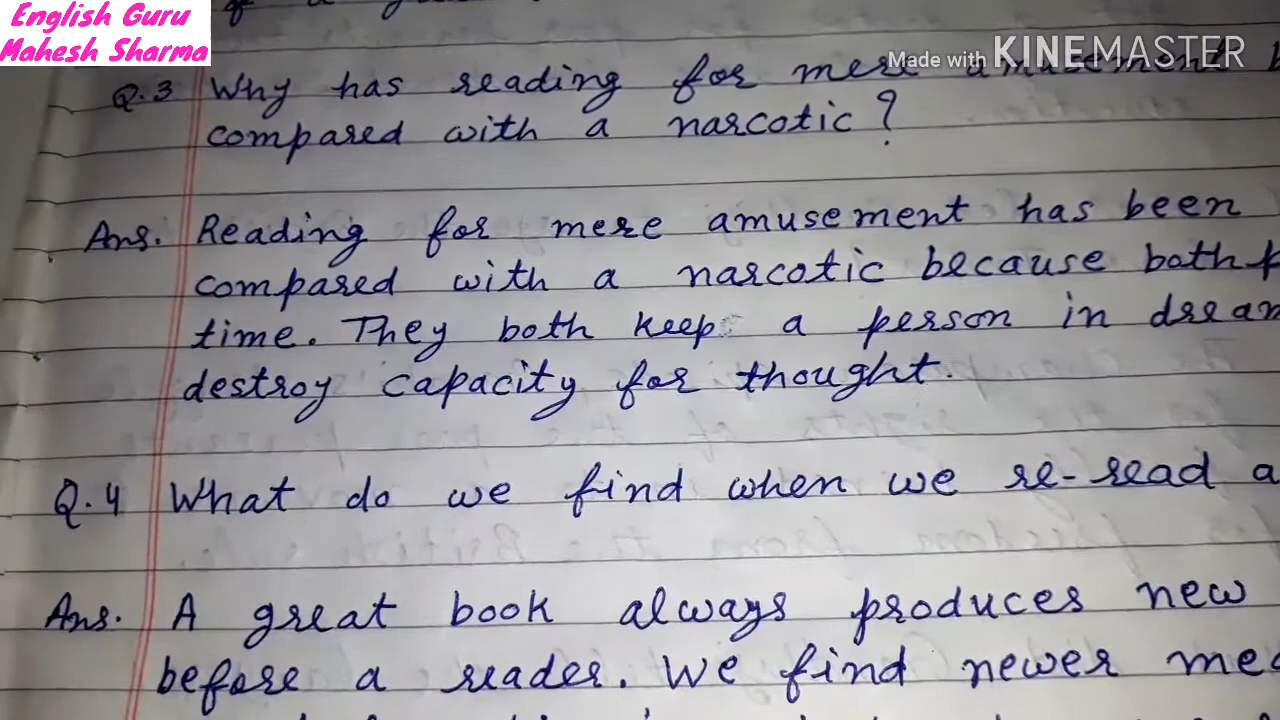 English Guru
Mahesh Sharma
Made with KINEMASTER
Q.3 Why has reading for mere amusement
compared with a narcotic?
Ans. Reading for mere amusement has been
compared with a narcotic because both
time. They both keep a person in
destroy capacity for thought.
Q.4 What do we find when we re-read a
Ans. A great book always produces new
before a reader. We find newer